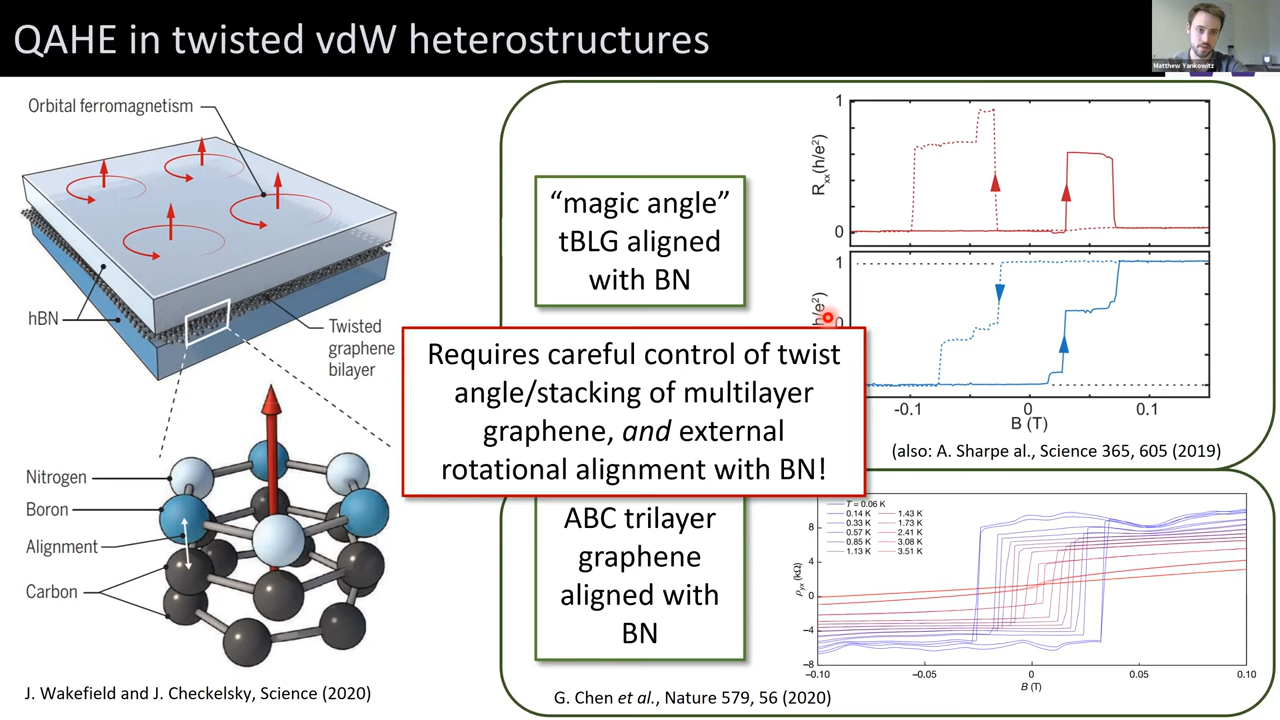 QAHE in twisted vdW heterostructures
Matthew Yankowitz
Orbital ferromagnetism
hBN
Twisted
graphene
bilayer
Nitrogen
Boron
Alignment
Carbon
J. Wakefield and J. Checkelsky, Science (2020)
“magic angle”
tBLG aligned
with BN
Requires careful control of twist
angle/stacking of multilayer
graphene, and external
rotational alignment with BN!
ABC trilayer
graphene
aligned with
BN
1
Rxx(h/e²)
0
1
h/e²)
-0.1
0
0.1
B (T)
(also: A. Sharpe al., Science 365, 605 (2019)
T = 0.06 K
0.14 K 1.43 K
0.33 K 1.73 K
0.57 K 2.41 K
0.85 K 3.08 K
1.13 K 3.51 K
8
4
0
−4
−8
ρyx (kΩ)
−0.10
−0.05
0
0.05
0.10
B (T)
G. Chen et al., Nature 579, 56 (2020)